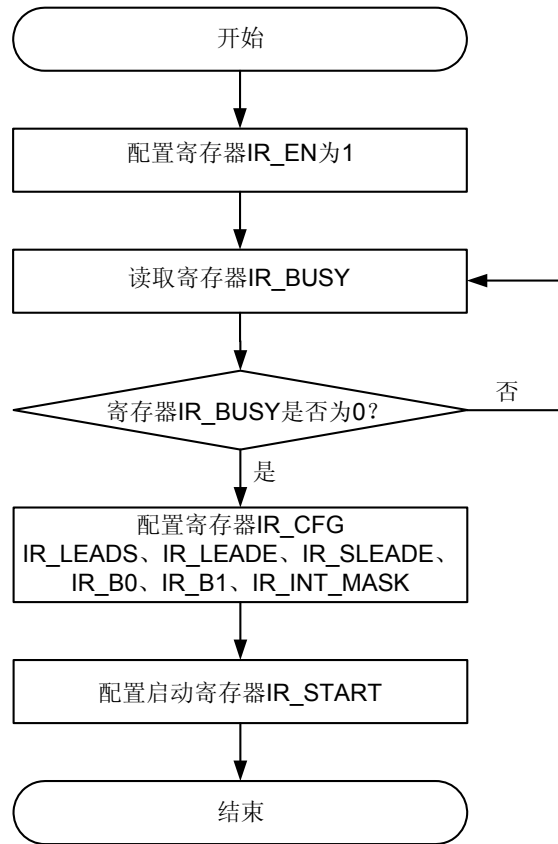 开始
配置寄存器IR_EN为1
读取寄存器IR_BUSY
寄存器IR_BUSY是否为0?
否
是
配置寄存器IR_CFG
IR_LEADS、IR_LEADE、IR_SLEADE、
IR_B0、IR_B1、IR_INT_MASK
配置启动寄存器IR_START
结束